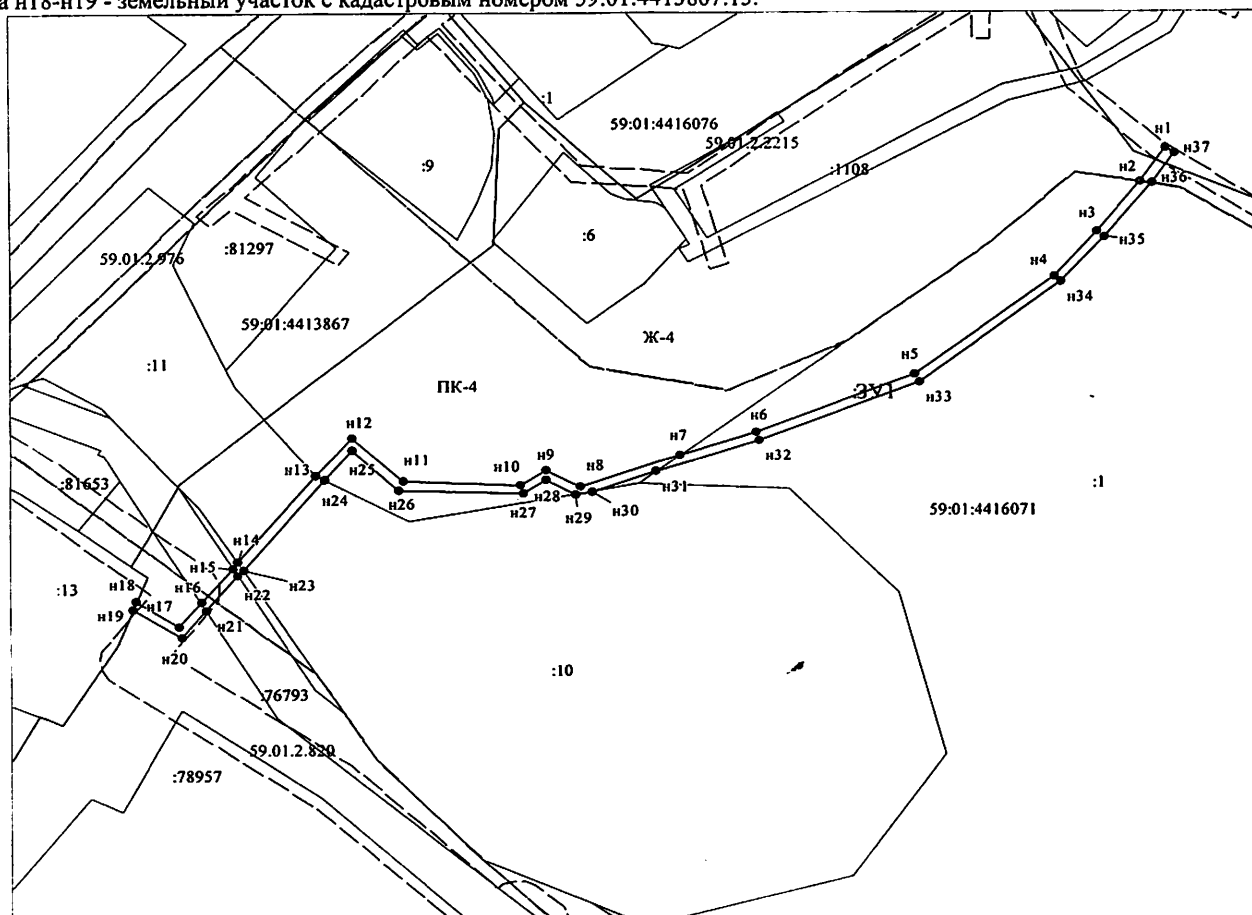 а н18-н19 - земельный участок с кадастровым номером 59:01:4413867:13.
:1
59:01:4416076
59.01.2.2215
:1108
:9
:6
н1
н37
н2
н36
н3
н35
н4
н34
59.01.2.976
:81297
59:01:4413867
:11
Ж-4
ПК-4
н5
:ЗУ1
н33
н6
н32
н7
н31
н12
н13
н25
н11
н10
н9
н8
н24
н26
н27
н28
н29
н30
:81653
:1
59:01:4416071
н14
н15
н23
н22
н16
н18
н17
н19
:13
н21
н20
:10
:76793
59.01.2.820
:78957